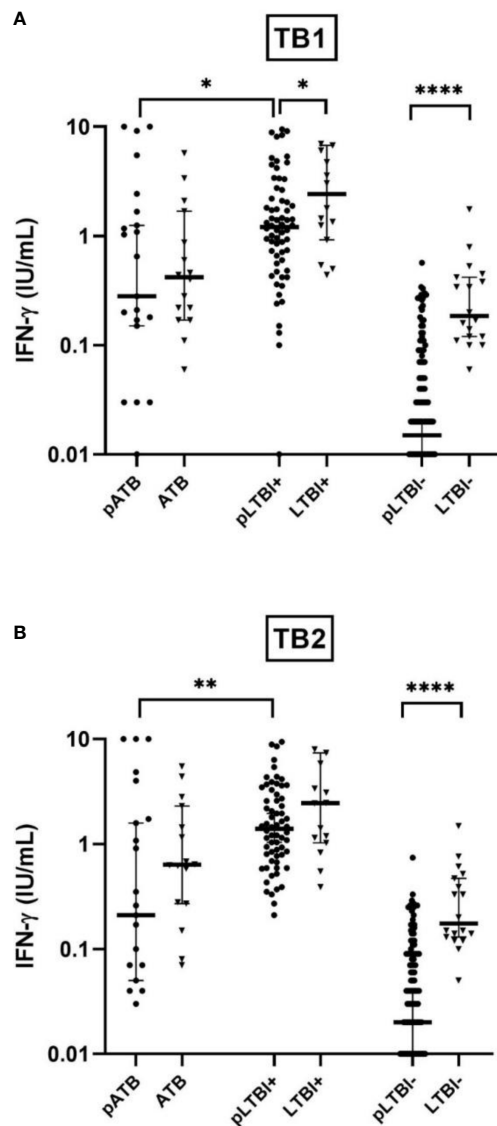 A
TB1
* * ****
IFN-γ (IU/mL)
10
1
0.1
0.01
pATB ATB pLTBI+ LTBI+ pLTBI- LTBI-
B
TB2
** ****
IFN-γ (IU/mL)
10
1
0.1
0.01
pATB ATB pLTBI+ LTBI+ pLTBI- LTBI-